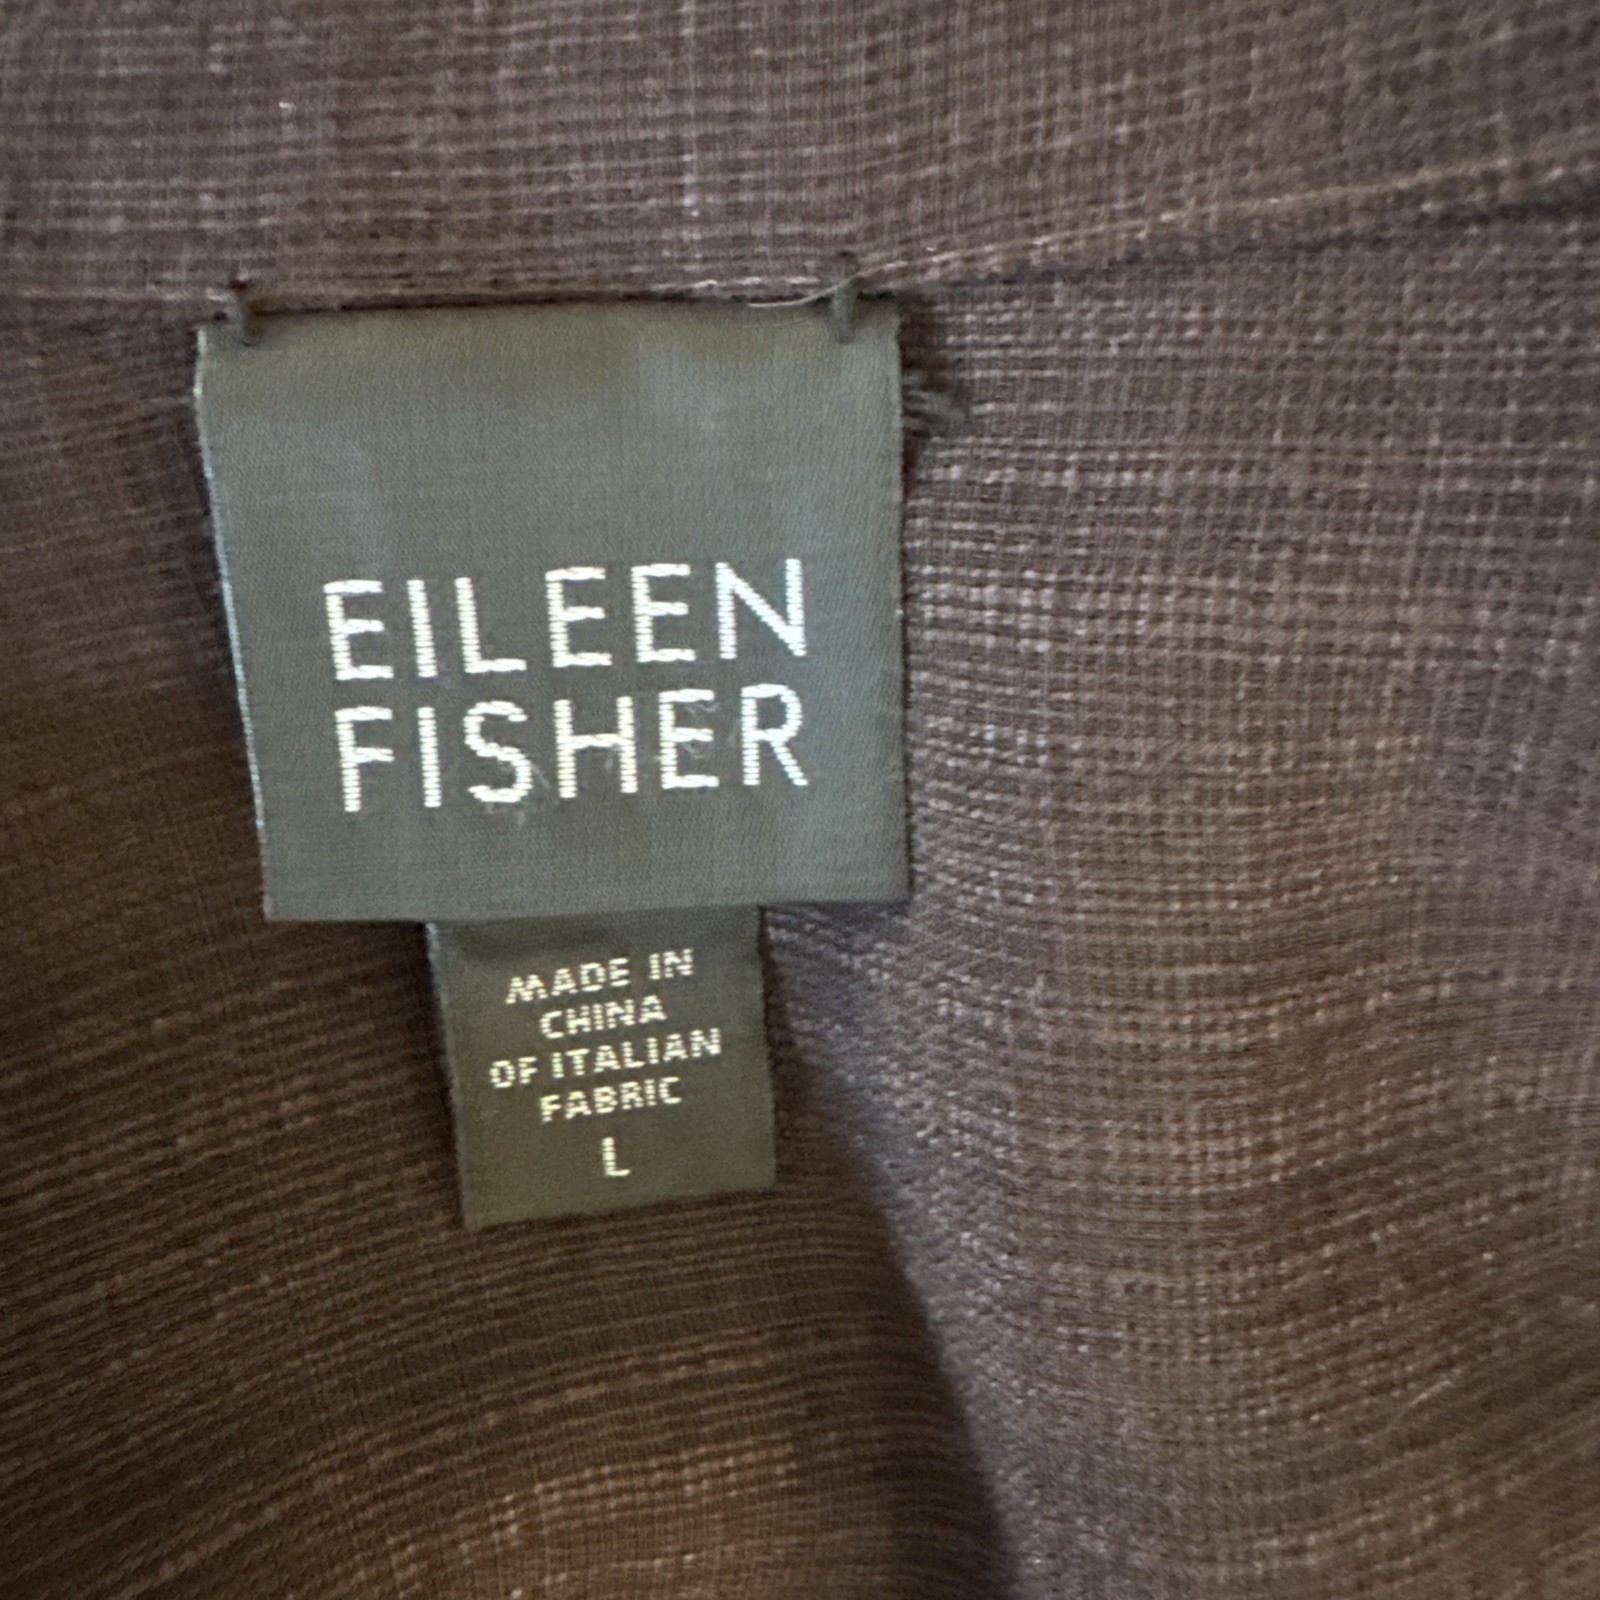 EILEEN
FISHER
MADE IN
CHINA
OF ITALIAN
FABRIC
L